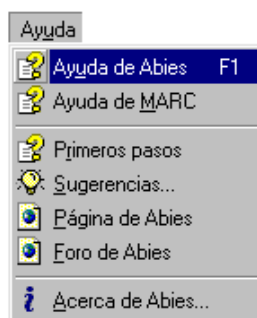 Ayuda
Ayuda de Abies F1
Ayuda de MARC
Primeros pasos
Sugerencias...
Página de Abies
Foro de Abies
Acerca de Abies...